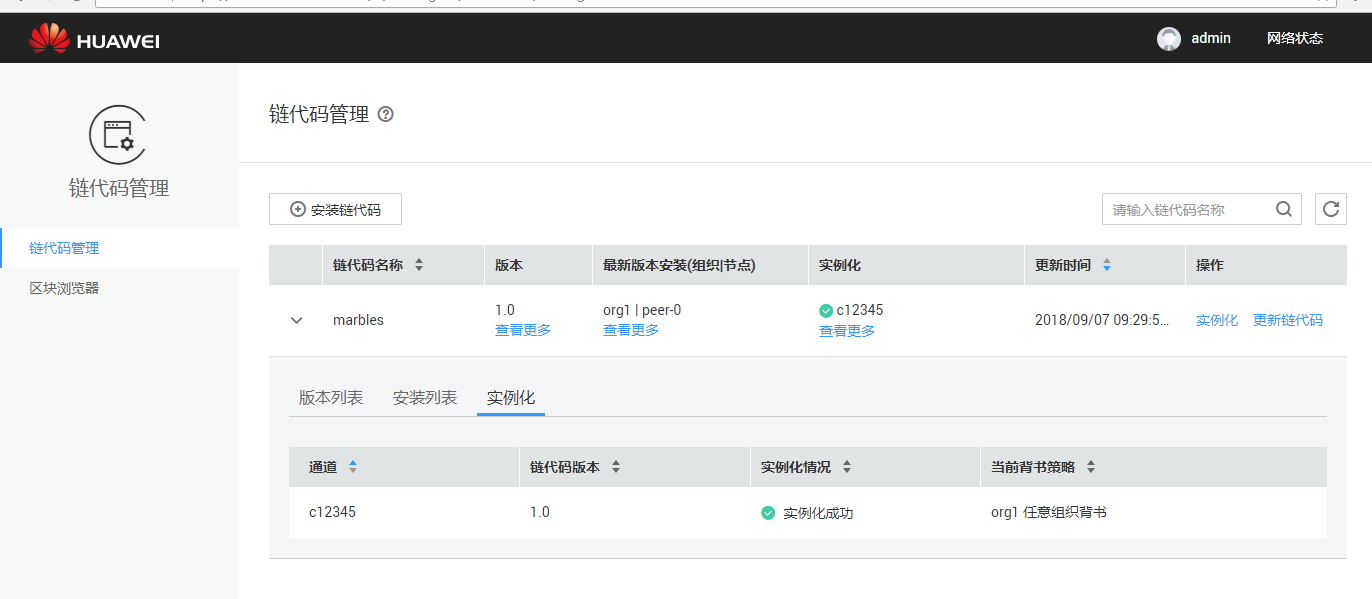 HUAWEI
admin 网络状态
链代码管理
链代码管理
区块浏览器
链代码管理
安装链代码
请输入链代码名称
链代码名称 版本 最新版本安装(组织|节点) 实例化 更新时间 操作
marbles 1.0 org1 | peer-0 c12345 2018/09/07 09:29:5... 实例化 更新链代码
查看更多 查看更多 查看更多
版本列表 安装列表 实例化
通道 链代码版本 实例化情况 当前背书策略
c12345 1.0 实例化成功 org1 任意组织背书